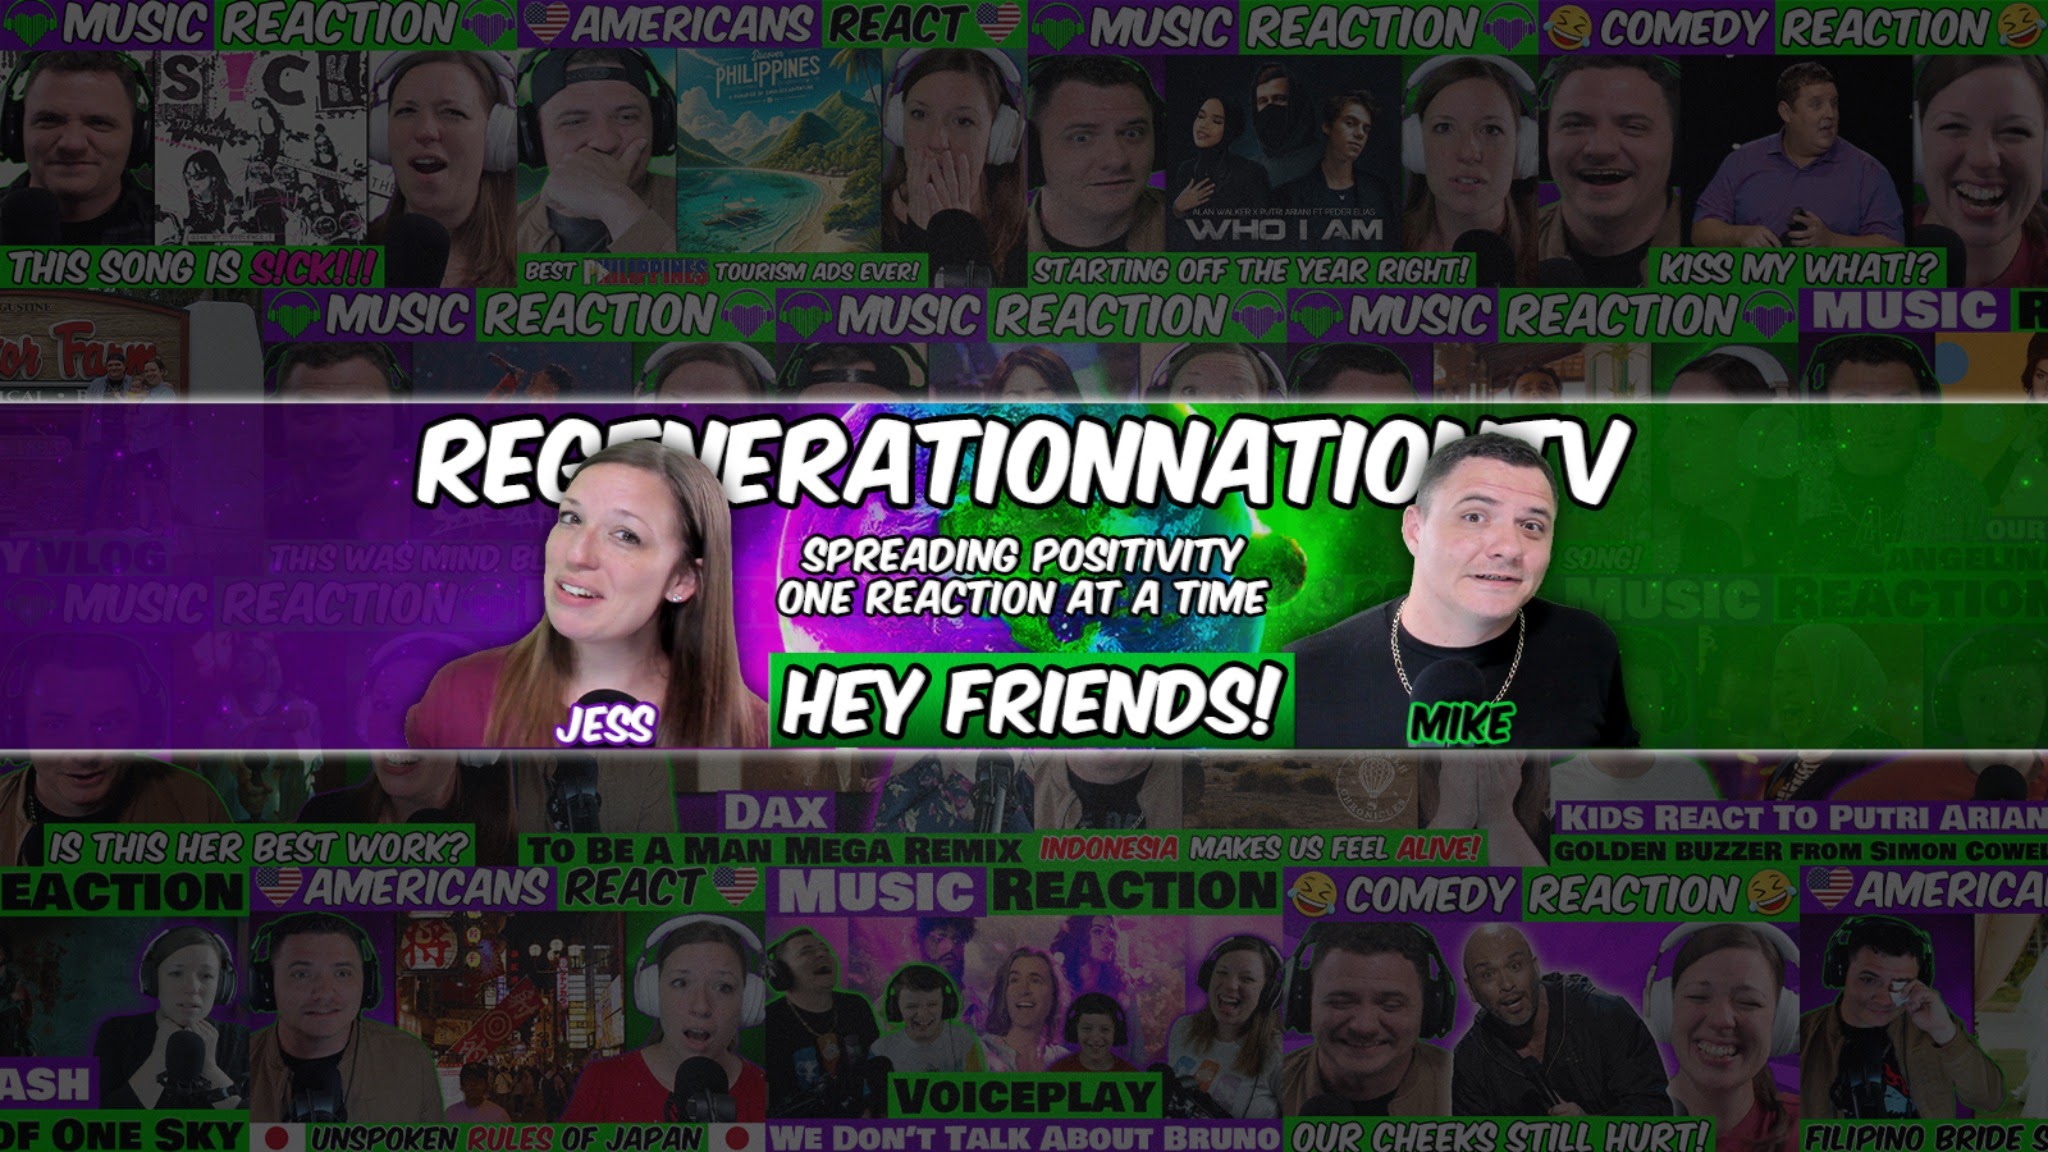 MUSIC REACTION
AMERICANS REACT
MUSIC REACTION
COMEDY REACTION
S!CK
Discover
PHILIPPINES
ALAN WALKER X PUTRI ARIANI FT PEDER ELIAS
WHO I AM
THIS SONG IS S!CK!!!
BEST PHILIPPINES TOURISM ADS EVER!
STARTING OFF THE YEAR RIGHT!
KISS MY WHAT!?
MUSIC REACTION
MUSIC REACTION
MUSIC REACTION
MUSIC R
GUSTINE
or Farm
REGENERATIONNATIONTV
SPREADING POSITIVITY
ONE REACTION AT A TIME
HEY FRIENDS!
JESS
MIKE
Y VLOG
THIS WAS MIND BL
SONG!
OUR
ANGELINA
MUSIC REACTION
MUSIC REACTION
IS THIS HER BEST WORK?
DAX
TO BE A MAN MEGA REMIX
INDONESIA MAKES US FEEL ALIVE!
CHRONICLES
KIDS REACT TO PUTRI ARIAN
GOLDEN BUZZER FROM SIMON COWEL
EACTION
AMERICANS REACT
MUSIC REACTION
COMEDY REACTION
AMERICA
ASH
OF ONE SKY
UNSPOKEN RULES OF JAPAN
VOICEPLAY
WE DON'T TALK ABOUT BRUNO
OUR CHEEKS STILL HURT!
FILIPINO BRIDE S